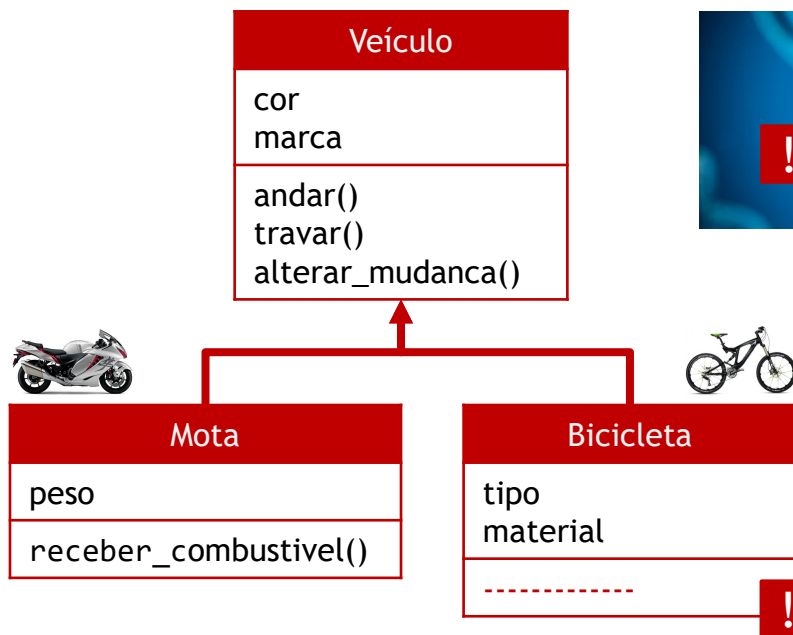 Veículo
cor
marca
andar()
travar()
alterar_mudanca()
!
Mota
peso
receber_combustivel()
Bicicleta
tipo
material
-------------
!